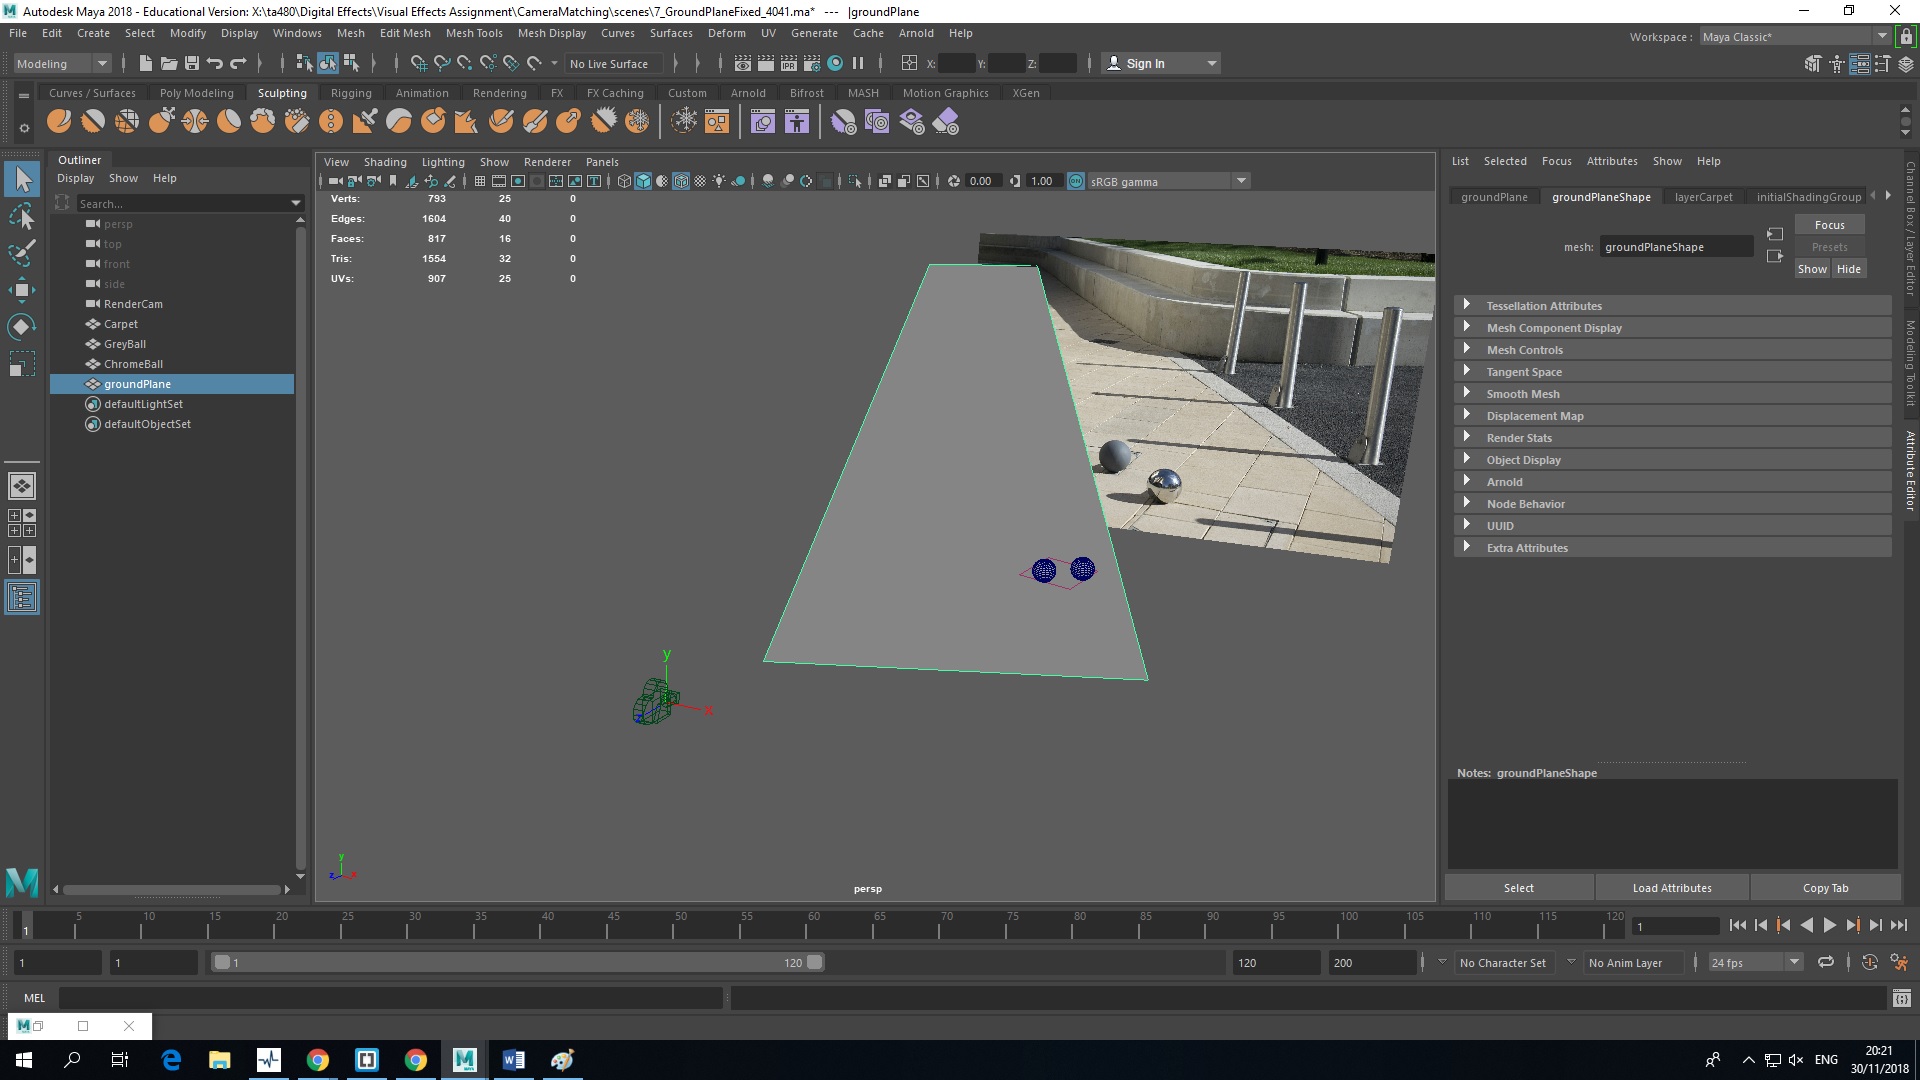 Autodesk Maya 2018 - Educational Version: X:\ta480\Digital Effects\Visual Effects Assignment\CameraMatching\scenes\7_GroundPlaneFixed_4041.ma* --- |groundPlane
File Edit Create Select Modify Display Windows Mesh Edit Mesh Mesh Tools Mesh Display Curves Surfaces Deform UV Generate Cache Arnold Help
Workspace : Maya Classic*
Modeling No Live Surface X: Y: Z: Sign In
Curves / Surfaces Poly Modeling Sculpting Rigging Animation Rendering FX FX Caching Custom Arnold Bifrost MASH Motion Graphics XGen
Outliner
Display Show Help
Search...
persp
top
front
side
RenderCam
Carpet
GreyBall
ChromeBall
groundPlane
defaultLightSet
defaultObjectSet
View Shading Lighting Show Renderer Panels
0.00 1.00 sRGB gamma
Verts: 793 25 0
Edges: 1604 40 0
Faces: 817 16 0
Tris: 1554 32 0
UVs: 907 25 0
y
x
z
y
z x
persp
List Selected Focus Attributes Show Help
groundPlane groundPlaneShape layerCarpet initialShadingGroup
mesh: groundPlaneShape
Focus
Presets
Show Hide
Tessellation Attributes
Mesh Component Display
Mesh Controls
Tangent Space
Smooth Mesh
Displacement Map
Render Stats
Object Display
Arnold
Node Behavior
UUID
Extra Attributes
Notes: groundPlaneShape
Select Load Attributes Copy Tab
Channel Box / Layer Editor
Modeling Toolkit
Attribute Editor
1 5 10 15 20 25 30 35 40 45 50 55 60 65 70 75 80 85 90 95 100 105 110 115 120 1
1 1 1 120 120 200 No Character Set No Anim Layer 24 fps
MEL
ENG
20:21
30/11/2018